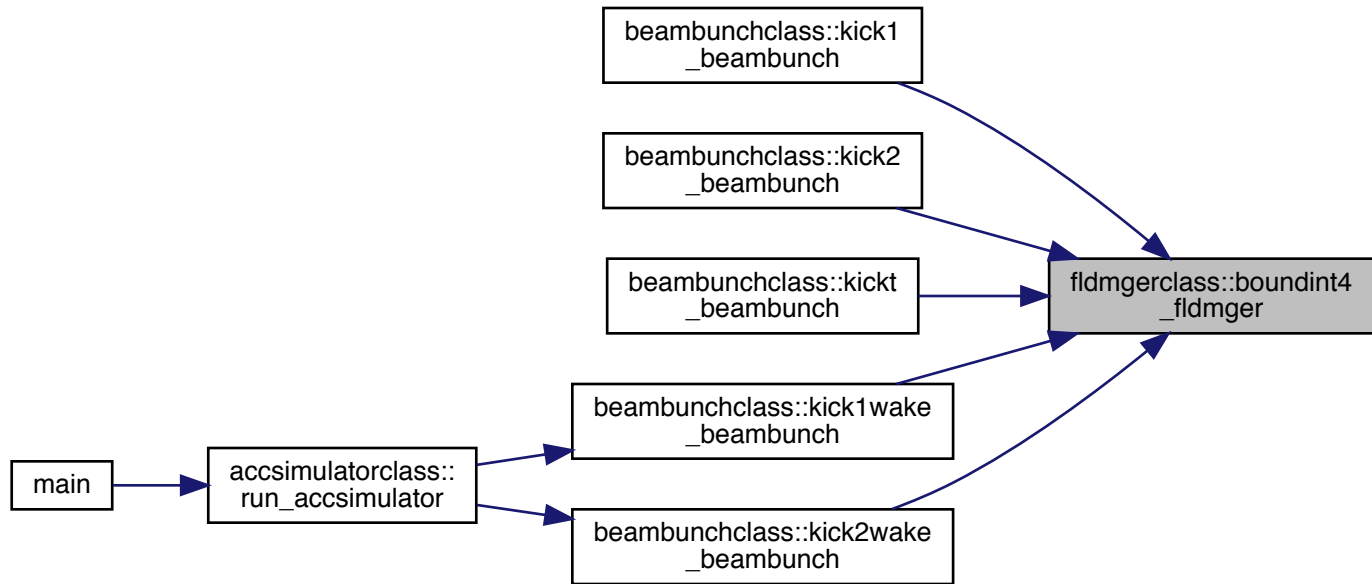 beambunchclass::kick1
_beambunch
beambunchclass::kick2
_beambunch
beambunchclass::kickt
_beambunch
fldmgerclass::boundint4
_fldmger
beambunchclass::kick1wake
_beambunch
main
accsimulatorclass::
run_accsimulator
beambunchclass::kick2wake
_beambunch